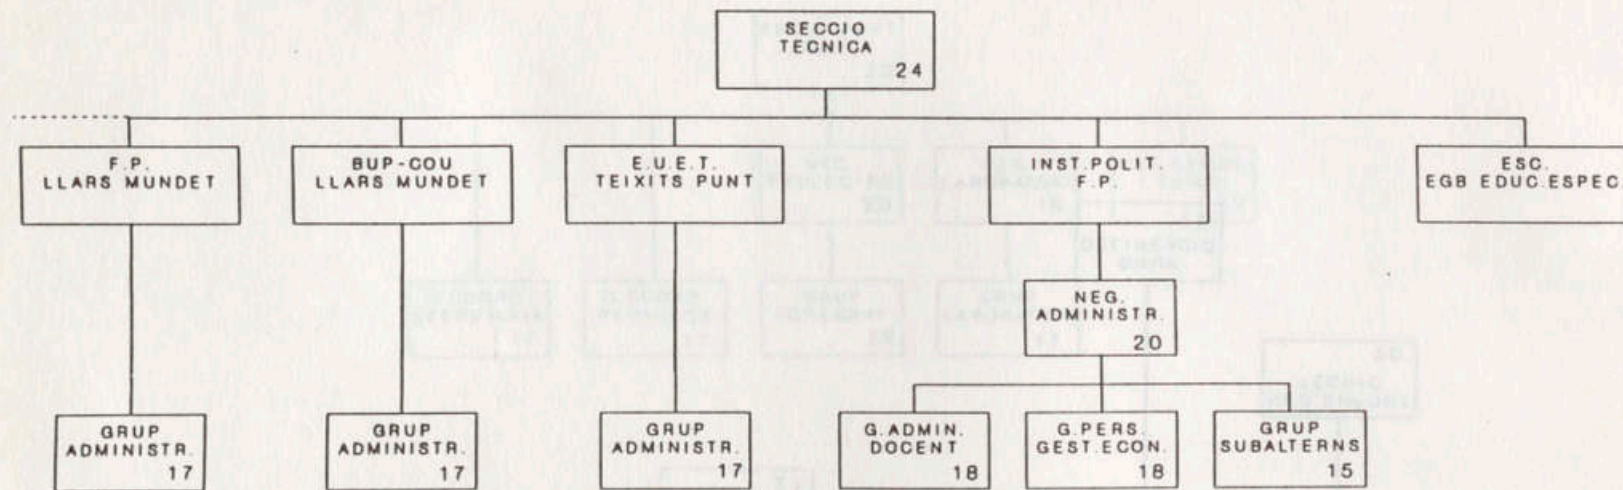 SECCIO
TECNICA
24
F.P.
LLARS MUNDET
BUP-COU
LLARS MUNDET
E.U.E.T.
TEIXITS PUNT
INST.POLIT.
F.P.
ESC.
EGB EDUC.ESPEC
NEG.
ADMINISTR.
20
GRUP
ADMINISTR.
17
GRUP
ADMINISTR.
17
GRUP
ADMINISTR.
17
G.ADMIN.
DOCENT
18
G.PERS.
GEST.ECON.
18
GRUP
SUBALTERNS
15